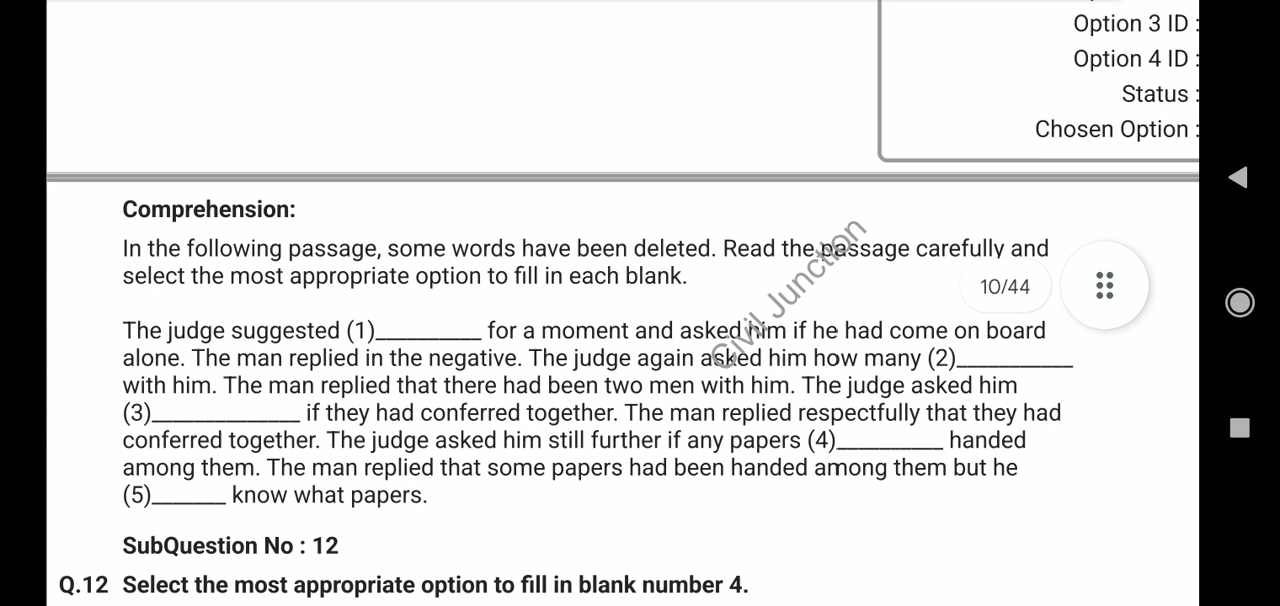 Option 3 ID :
Option 4 ID :
Status :
Chosen Option :
Comprehension:
In the following passage, some words have been deleted. Read the passage carefully and
select the most appropriate option to fill in each blank.
10/44
Civil Junction
The judge suggested (1)_________ for a moment and asked him if he had come on board
alone. The man replied in the negative. The judge again asked him how many (2)__________
with him. The man replied that there had been two men with him. The judge asked him
(3)_____________ if they had conferred together. The man replied respectfully that they had
conferred together. The judge asked him still further if any papers (4)_________ handed
among them. The man replied that some papers had been handed among them but he
(5)______ know what papers.
SubQuestion No : 12
Q.12 Select the most appropriate option to fill in blank number 4.